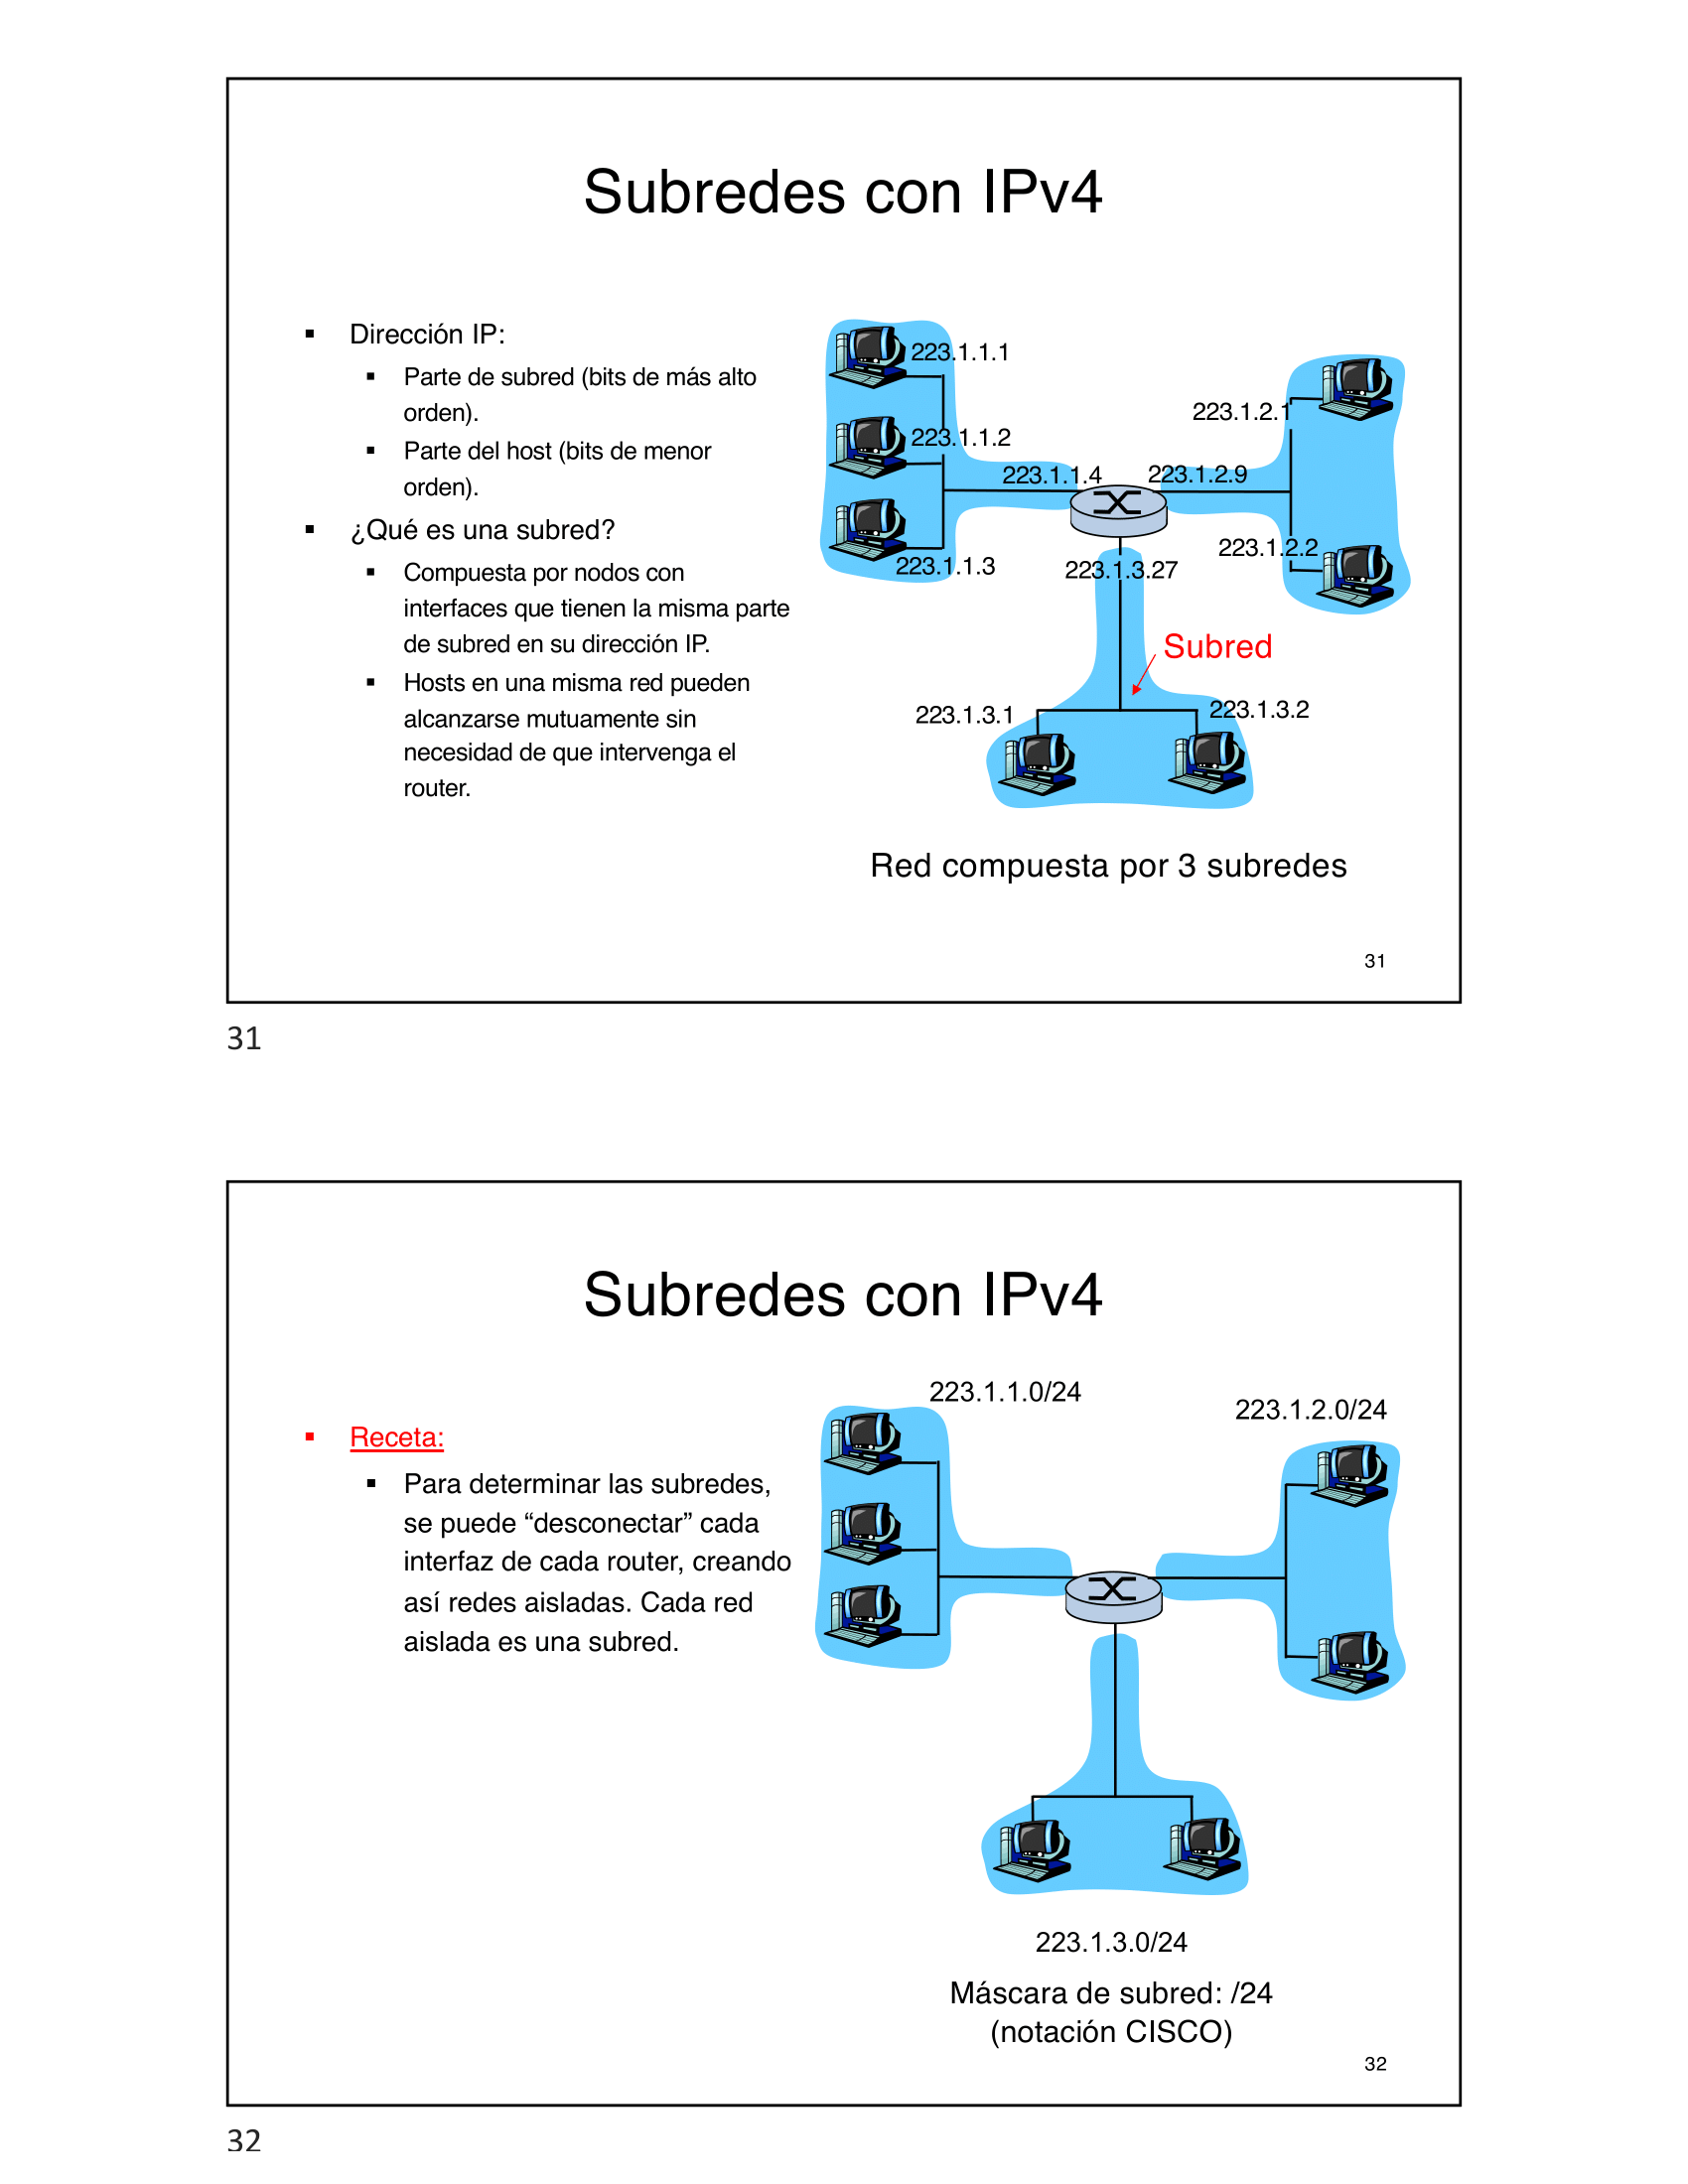 Subredes con IPv4
▪ Dirección IP:
▪ Parte de subred (bits de más alto
orden).
▪ Parte del host (bits de menor
orden).
▪ ¿Qué es una subred?
▪ Compuesta por nodos con
interfaces que tienen la misma parte
de subred en su dirección IP.
▪ Hosts en una misma red pueden
alcanzarse mutuamente sin
necesidad de que intervenga el
router.
223.1.1.1
223.1.1.2
223.1.1.3
223.1.1.4
223.1.2.9
223.1.2.1
223.1.2.2
223.1.3.27
Subred
223.1.3.1
223.1.3.2
Red compuesta por 3 subredes
31
31
Subredes con IPv4
▪ Receta:
▪ Para determinar las subredes,
se puede “desconectar” cada
interfaz de cada router, creando
así redes aisladas. Cada red
aislada es una subred.
223.1.1.0/24
223.1.2.0/24
223.1.3.0/24
Máscara de subred: /24
(notación CISCO)
32
32